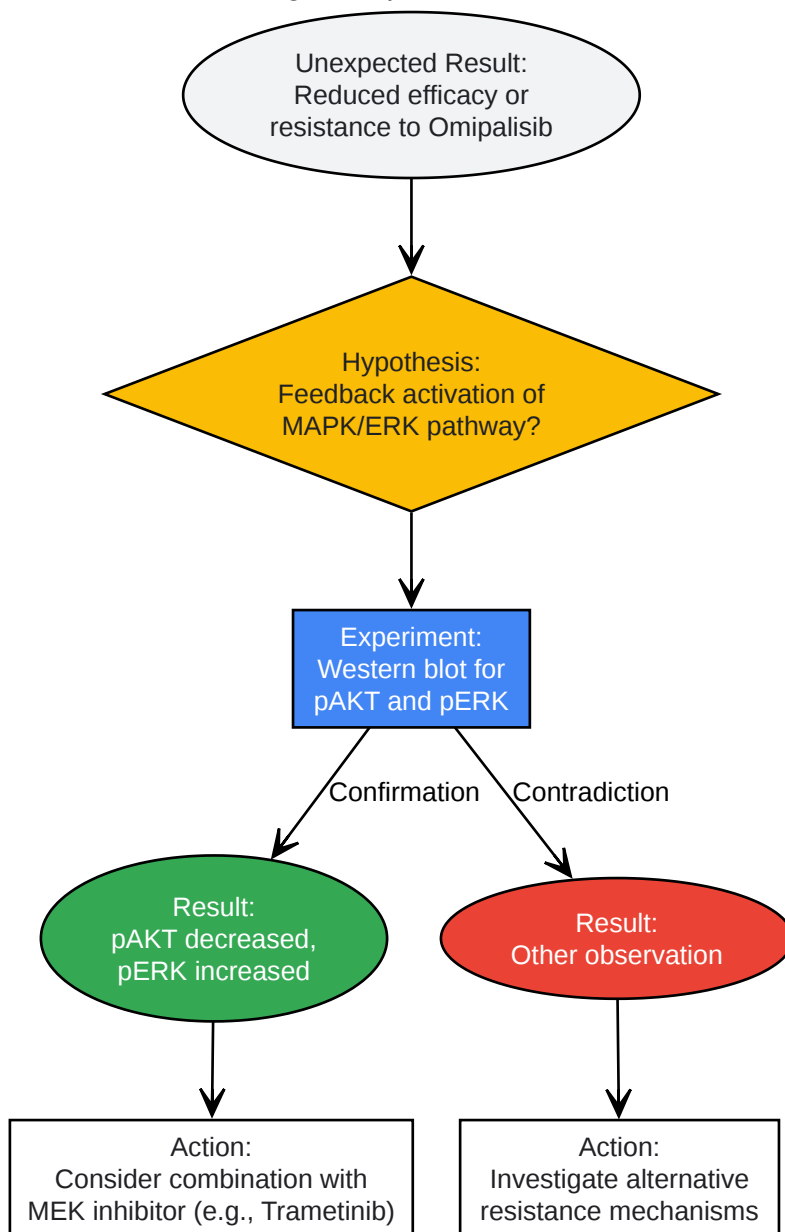 Unexpected Result:
Reduced efficacy or
resistance to Omipalisib
Hypothesis:
Feedback activation of
MAPK/ERK pathway?
Experiment:
Western blot for
pAKT and pERK
Confirmation
Contradiction
Result:
pAKT decreased,
pERK increased
Result:
Other observation
Action:
Consider combination with
MEK inhibitor (e.g., Trametinib)
Action:
Investigate alternative
resistance mechanisms